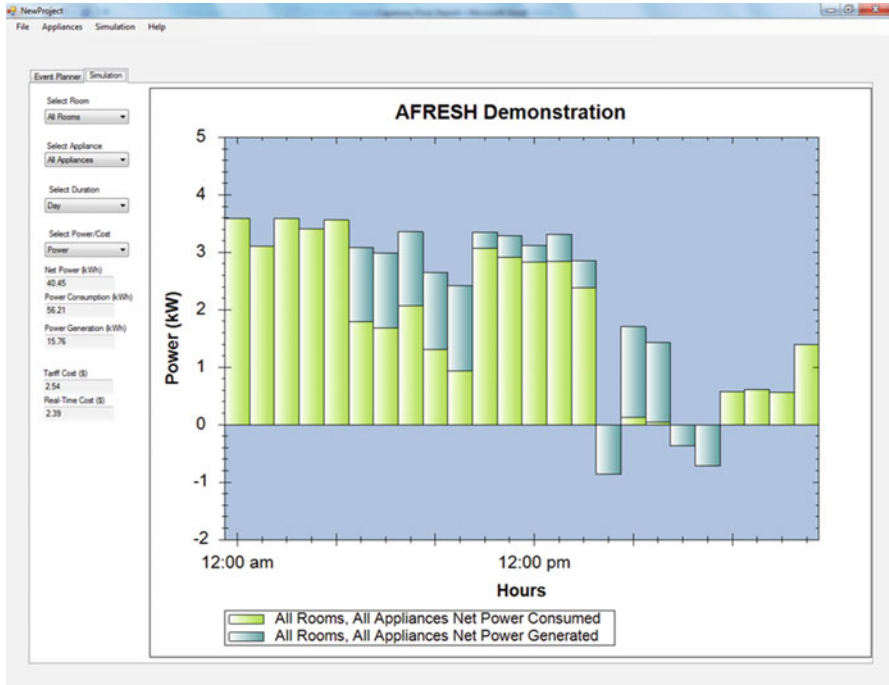 NewProject
File Appliances Simulation Help
Event Planner Simulation
Select Room
All Rooms
Select Appliance
All Appliances
Select Duration
Day
Select Power/Cost
Power
Net Power (kWh)
40.45
Power Consumption (kWh)
56.21
Power Generation (kWh)
15.76
Tariff Cost ($)
2.54
Real-Time Cost ($)
2.39
AFRESH Demonstration
Power (kW)
5
4
3
2
1
0
-1
-2
12:00 am 12:00 pm
Hours
All Rooms, All Appliances Net Power Consumed
All Rooms, All Appliances Net Power Generated